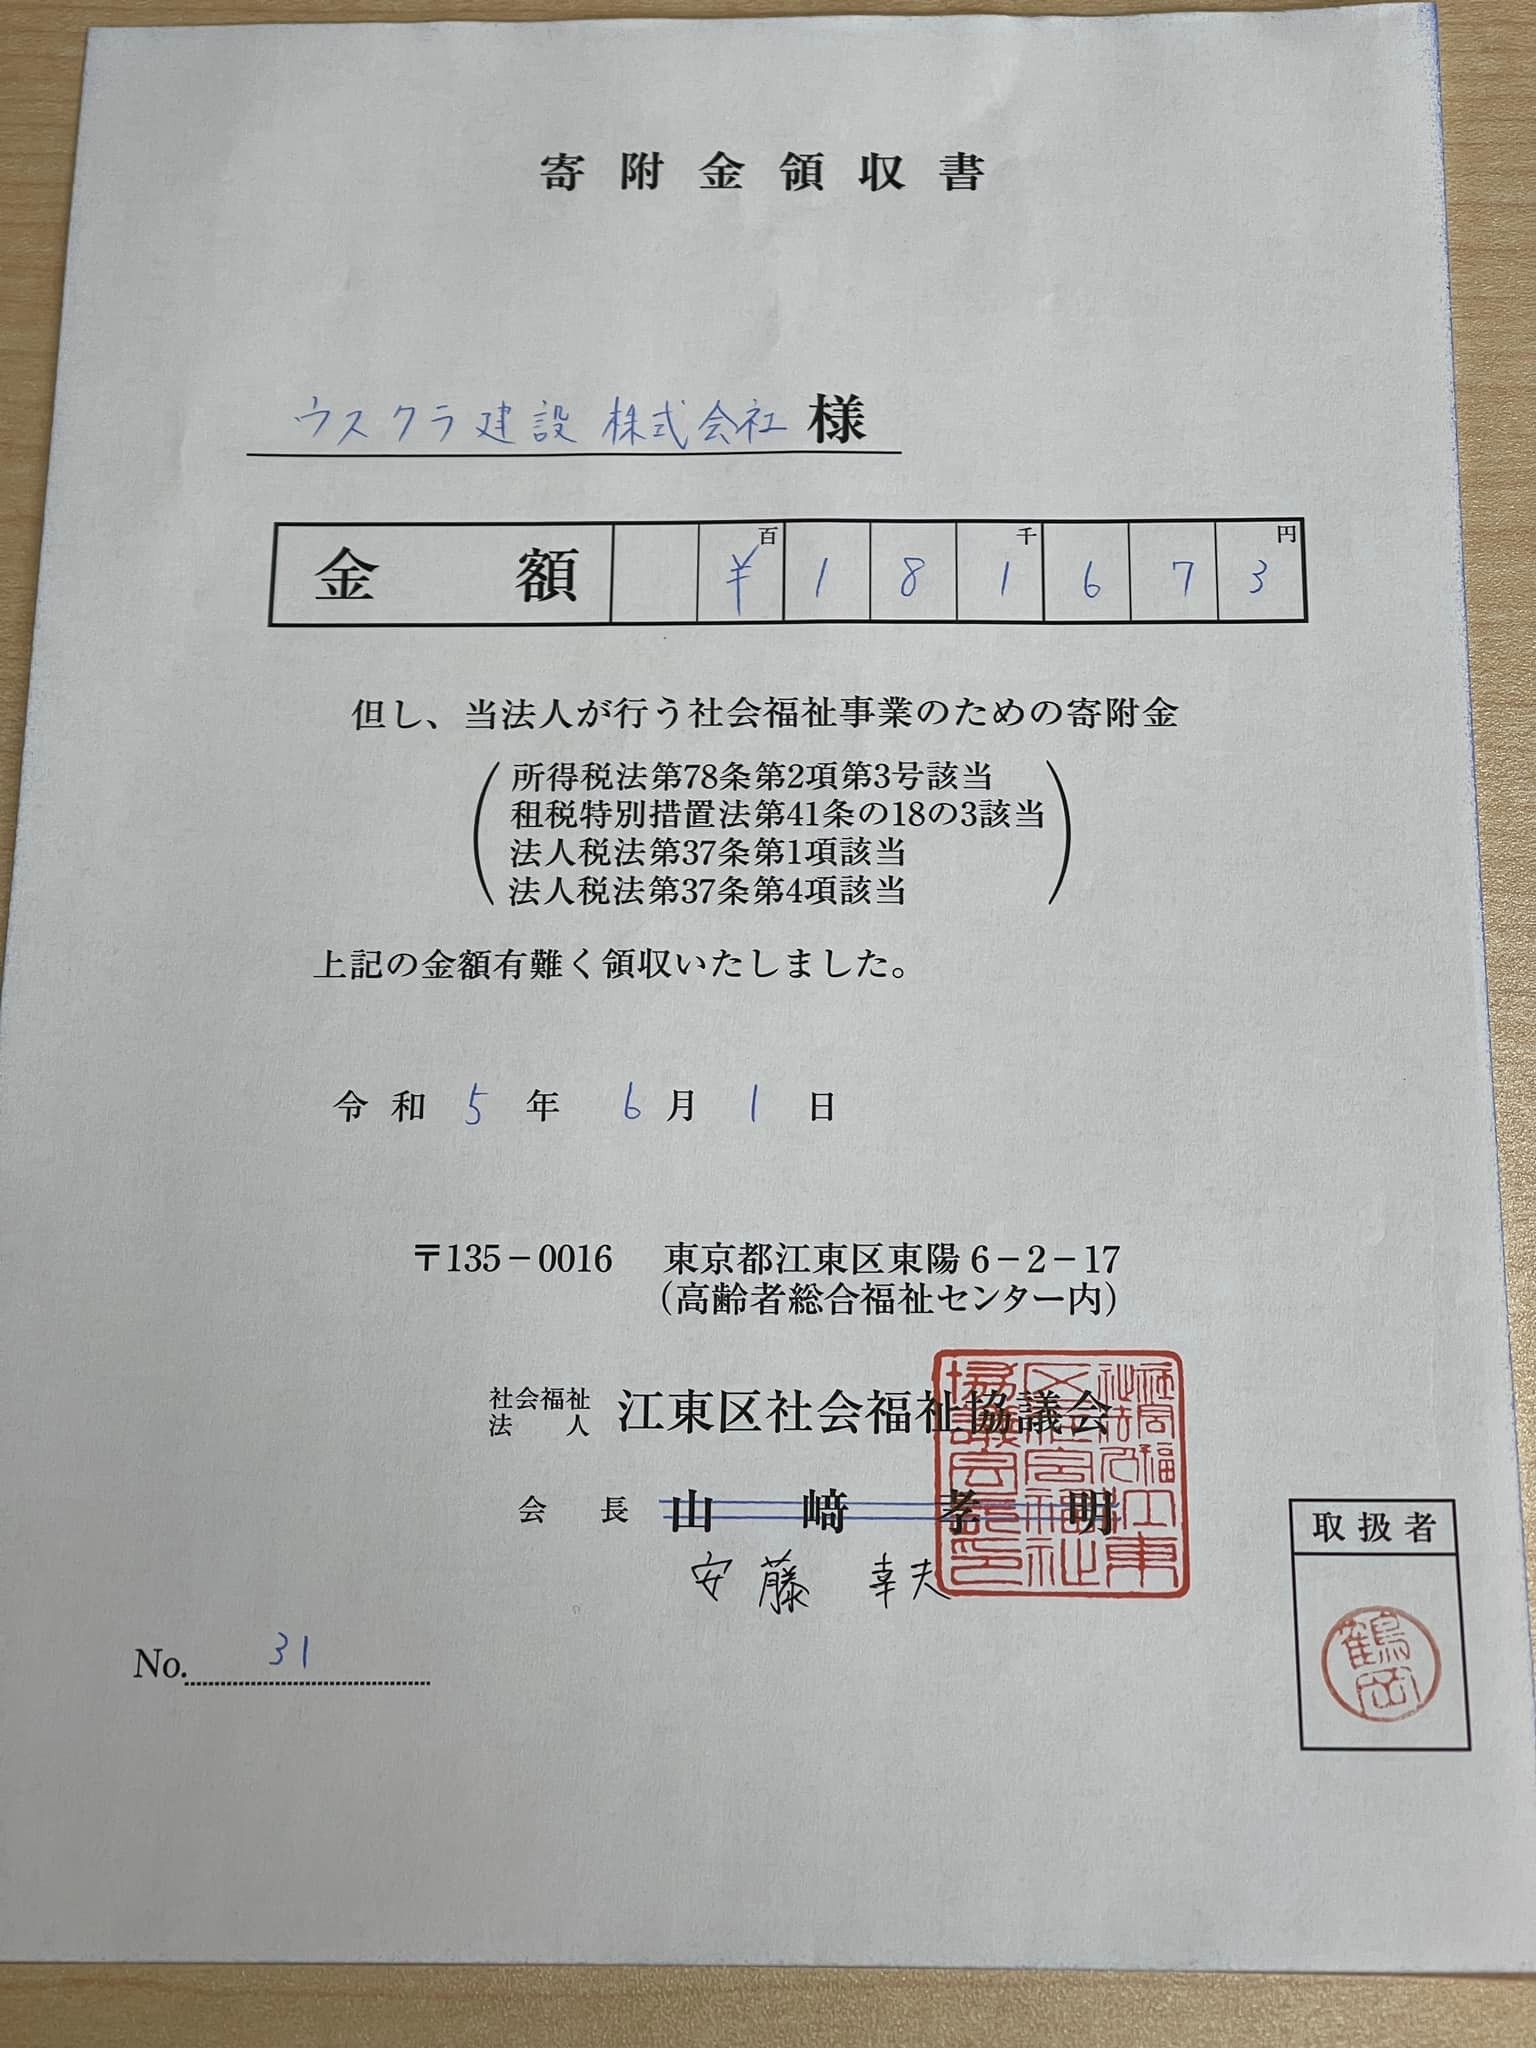 寄附金領収書
ウスクラ建設 株式会社 様
金額 百 千 円
¥181673
但し、当法人が行う社会福祉事業のための寄附金
所得税法第78条第2項第3号該当
租税特別措置法第41条の18の3該当
法人税法第37条第1項該当
法人税法第37条第4項該当
上記の金額有難く領収いたしました。
令和 5 年 6 月 1 日
〒135-0016 東京都江東区東陽6-2-17
(高齢者総合福祉センター内)
社会福祉法人 江東区社会福祉協議会
会長 山﨑孝明
安藤 幸夫
No. 31
取扱者
鶴岡